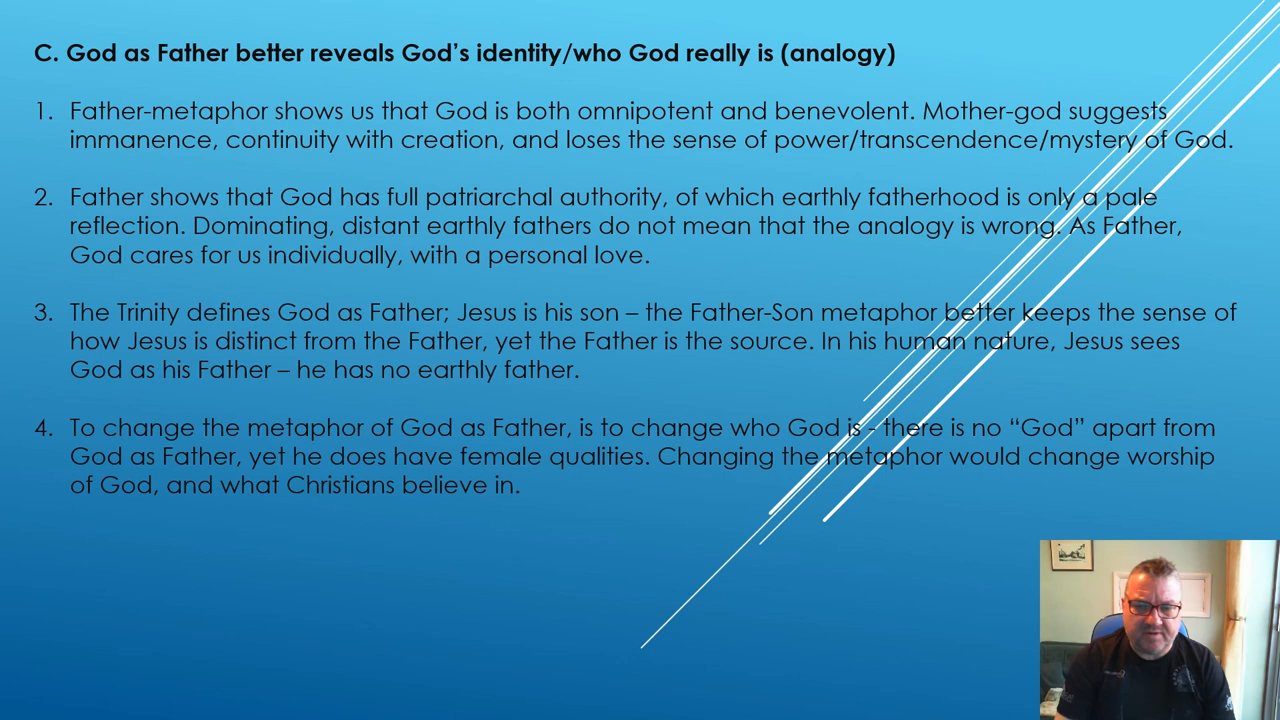 C. God as Father better reveals God’s identity/who God really is (analogy)
1. Father-metaphor shows us that God is both omnipotent and benevolent. Mother-god suggests
immanence, continuity with creation, and loses the sense of power/transcendence/mystery of God.
2. Father shows that God has full patriarchal authority, of which earthly fatherhood is only a pale
reflection. Dominating, distant earthly fathers do not mean that the analogy is wrong. As Father,
God cares for us individually, with a personal love.
3. The Trinity defines God as Father; Jesus is his son – the Father-Son metaphor better keeps the sense of
how Jesus is distinct from the Father, yet the Father is the source. In his human nature, Jesus sees
God as his Father – he has no earthly father.
4. To change the metaphor of God as Father, is to change who God is - there is no “God” apart from
God as Father, yet he does have female qualities. Changing the metaphor would change worship
of God, and what Christians believe in.